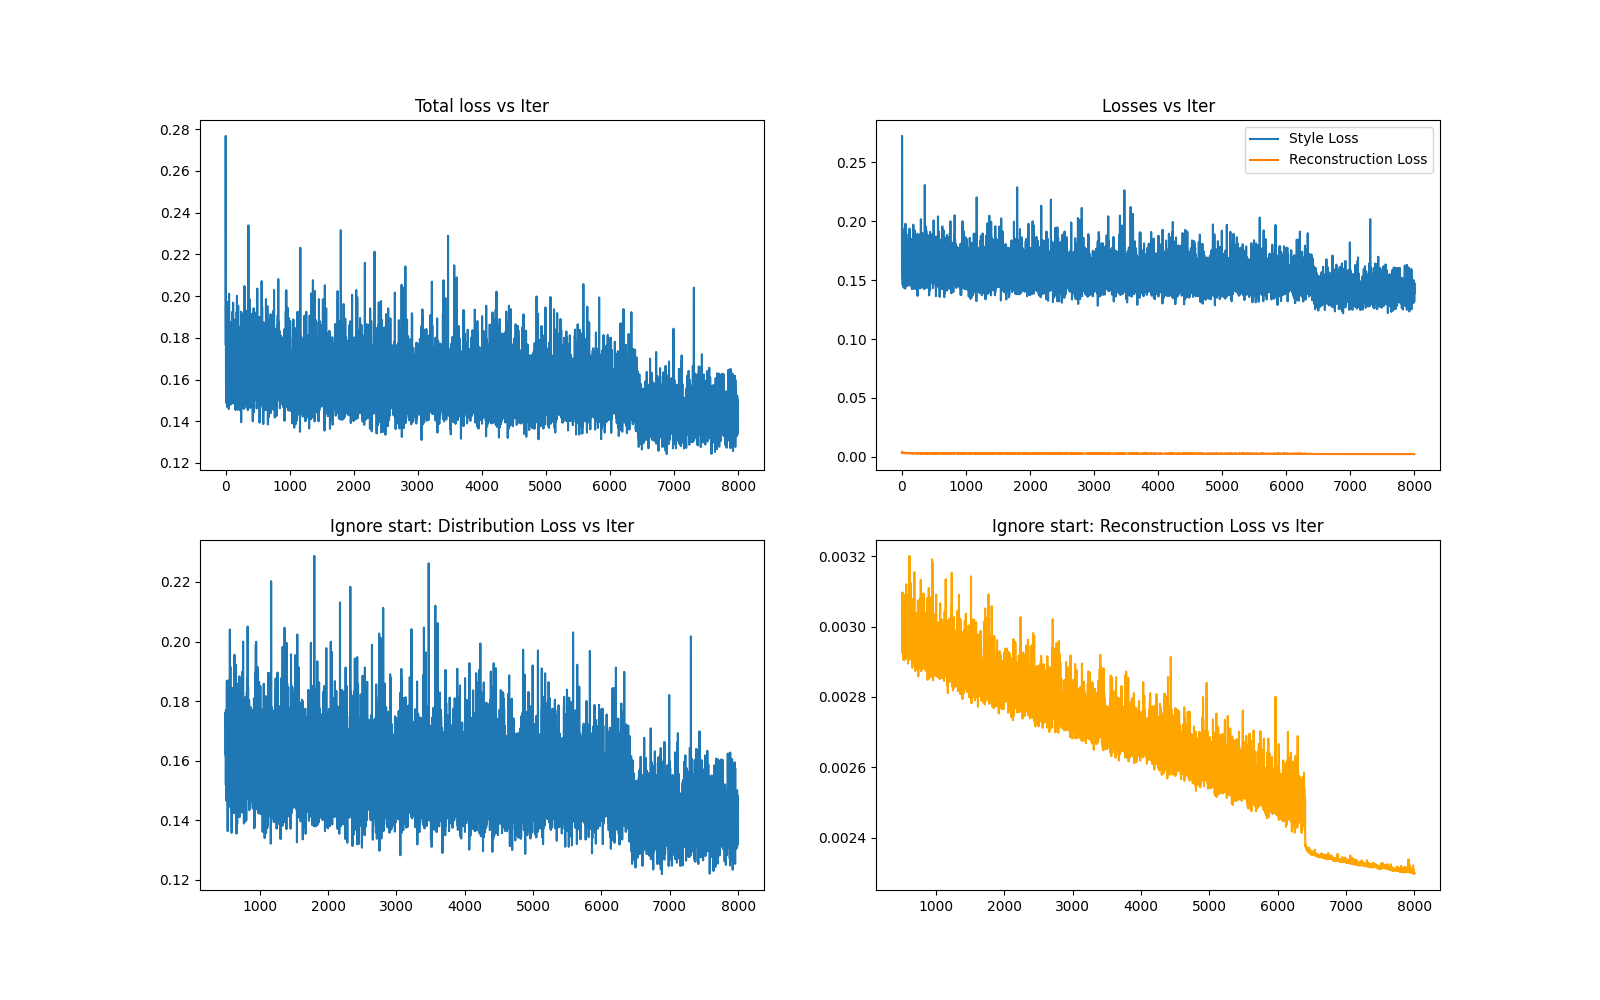 Total loss vs Iter
0.28
0.26
0.24
0.22
0.20
0.18
0.16
0.14
0.12
0 1000 2000 3000 4000 5000 6000 7000 8000
Losses vs Iter
Style Loss
Reconstruction Loss
0.25
0.20
0.15
0.10
0.05
0.00
0 1000 2000 3000 4000 5000 6000 7000 8000
Ignore start: Distribution Loss vs Iter
0.22
0.20
0.18
0.16
0.14
0.12
1000 2000 3000 4000 5000 6000 7000 8000
Ignore start: Reconstruction Loss vs Iter
0.0032
0.0030
0.0028
0.0026
0.0024
1000 2000 3000 4000 5000 6000 7000 8000